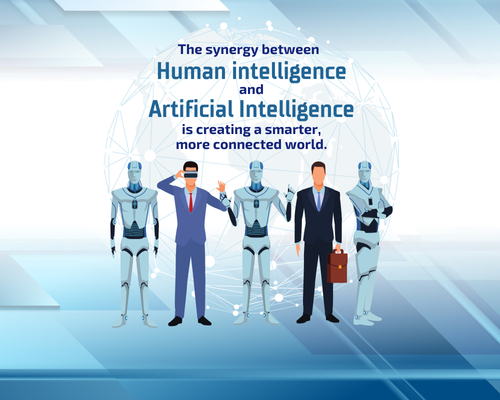 The synergy between
Human intelligence
and
Artificial Intelligence
is creating a smarter,
more connected world.